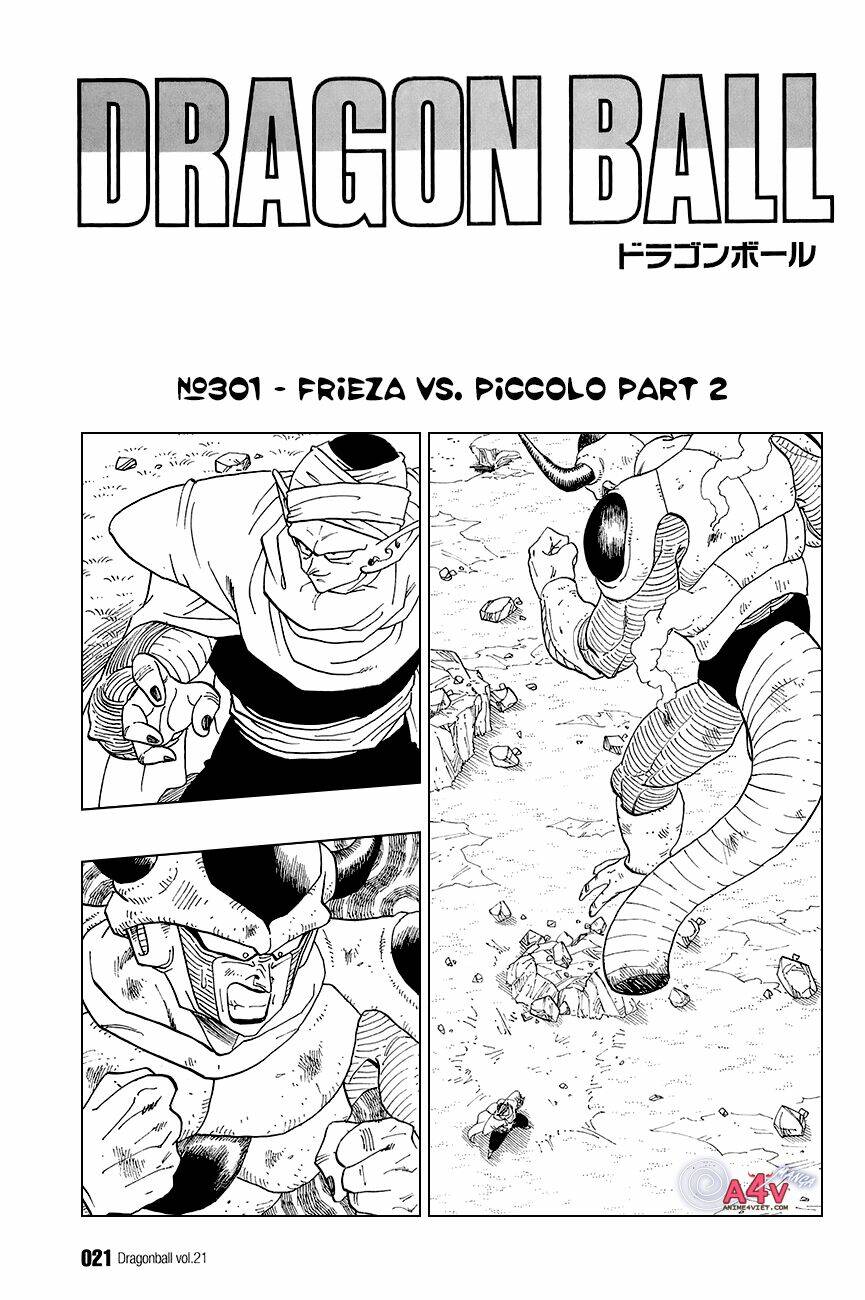 DRAGON BALL
ドラゴンボール
№301 - FRIEZA VS. PICCOLO PART 2
A4V
MANGA
ANIME4VIET.COM
021 Dragonball vol.21